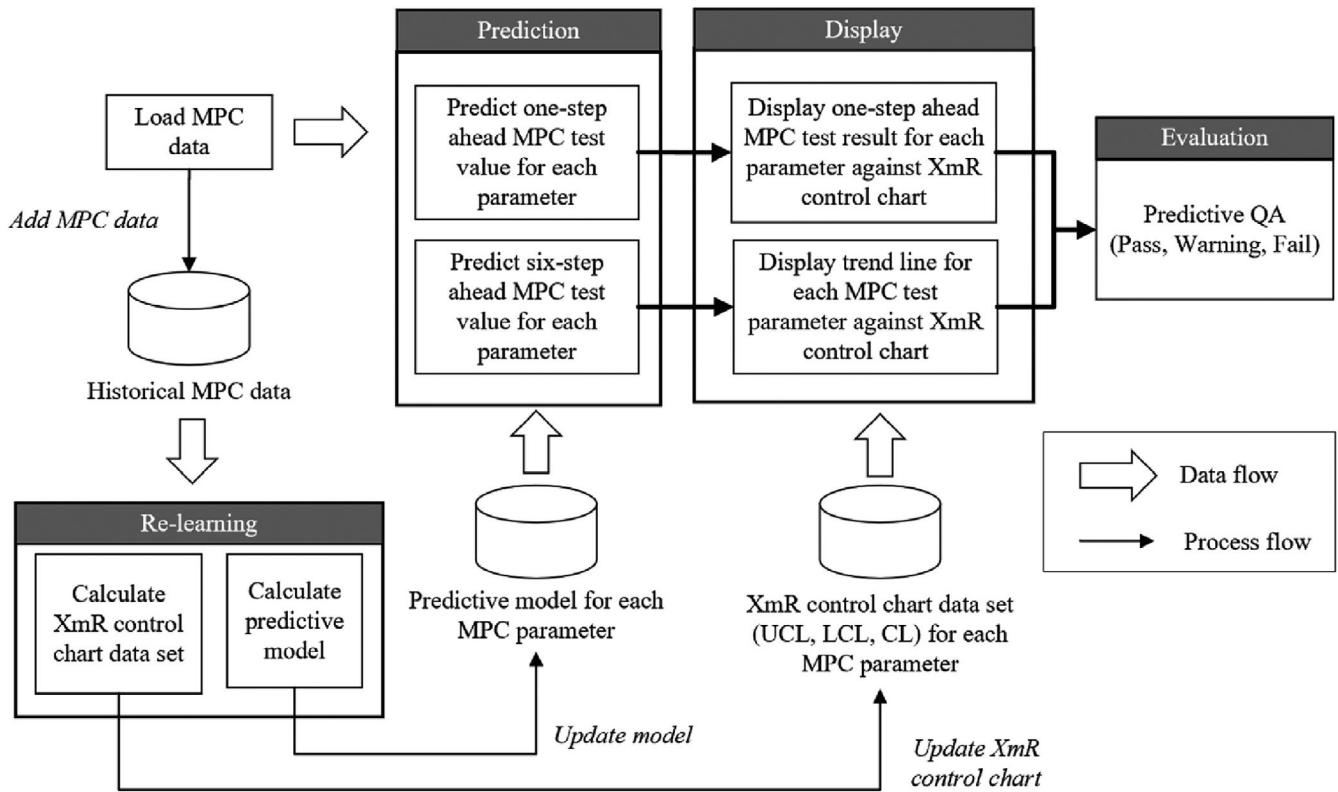 Load MPC
data
Add MPC data
Historical MPC data
Prediction
Predict one-step
ahead MPC test
value for each
parameter
Predict six-step
ahead MPC test
value for each
parameter
Display
Display one-step ahead
MPC test result for each
parameter against XmR
control chart
Display trend line for
each MPC test
parameter against XmR
control chart
Evaluation
Predictive QA
(Pass, Warning, Fail)
Re-learning
Calculate
XmR control
chart data set
Calculate
predictive
model
Predictive model for each
MPC parameter
XmR control chart data set
(UCL, LCL, CL) for each
MPC parameter
Data flow
Process flow
Update model
Update XmR
control chart